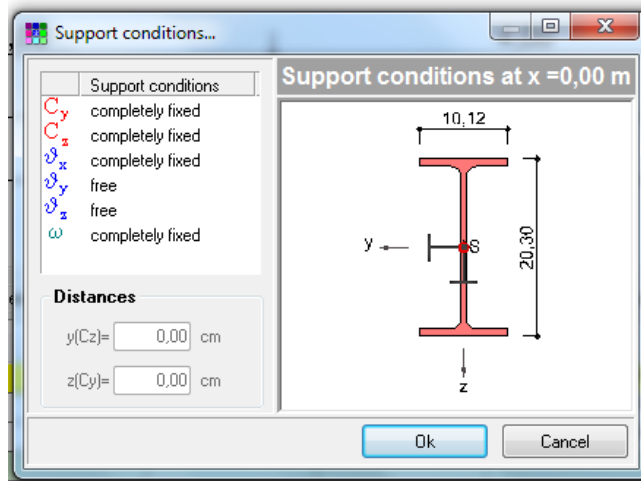 Support conditions...
Support conditions
Support conditions at x =0,00 m
Cy completely fixed
Cz completely fixed
ϑx completely fixed
ϑy free
ϑz free
ω completely fixed
10,12
20,30
y
S
z
Distances
y(Cz)= 0,00 cm
z(Cy)= 0,00 cm
Ok
Cancel